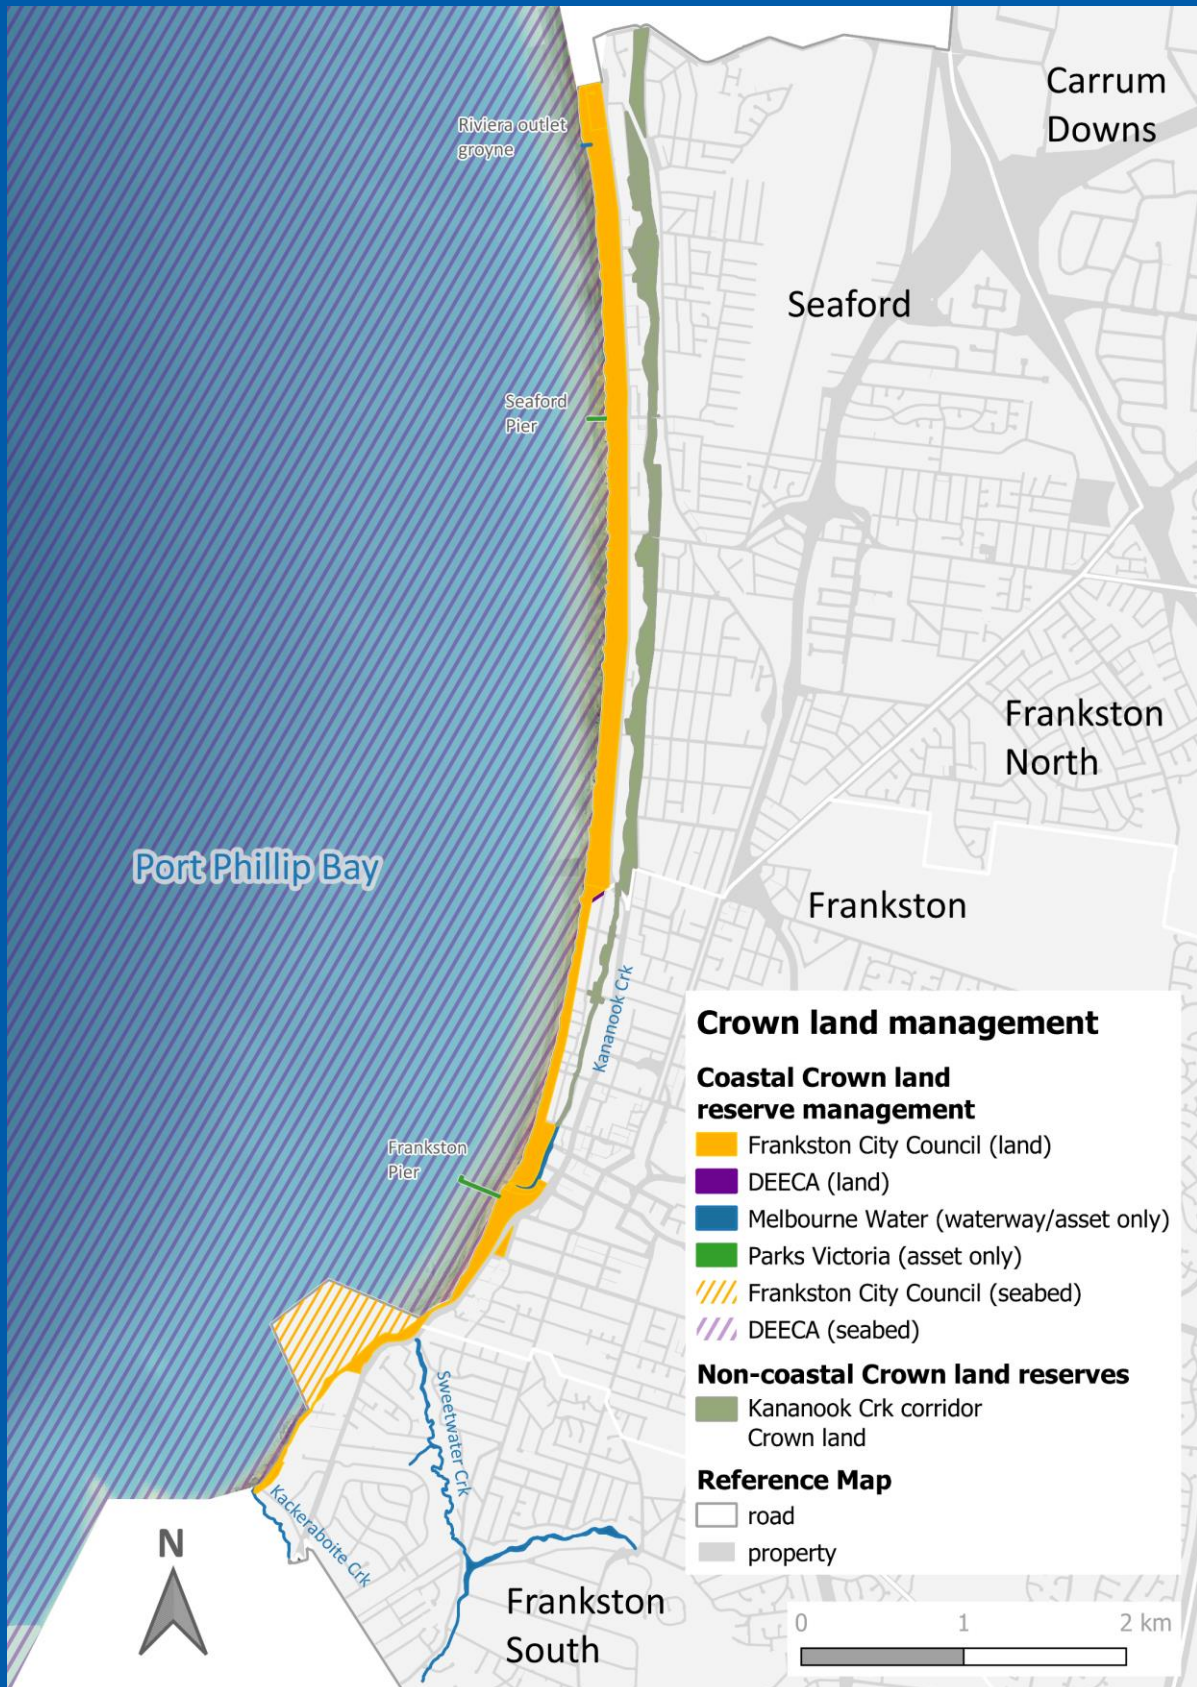 Carrum
Downs
Riviera outlet
groyne
Seaford
Seaford
Pier
Frankston
North
Port Phillip Bay
Frankston
Kananook Crk
Frankston
Pier
Sweetwater Crk
Kackeraboite Crk
Frankston
South
N
Crown land management
Coastal Crown land
reserve management
Frankston City Council (land)
DEECA (land)
Melbourne Water (waterway/asset only)
Parks Victoria (asset only)
Frankston City Council (seabed)
DEECA (seabed)
Non-coastal Crown land reserves
Kananook Crk corridor
Crown land
Reference Map
road
property
0 1 2 km